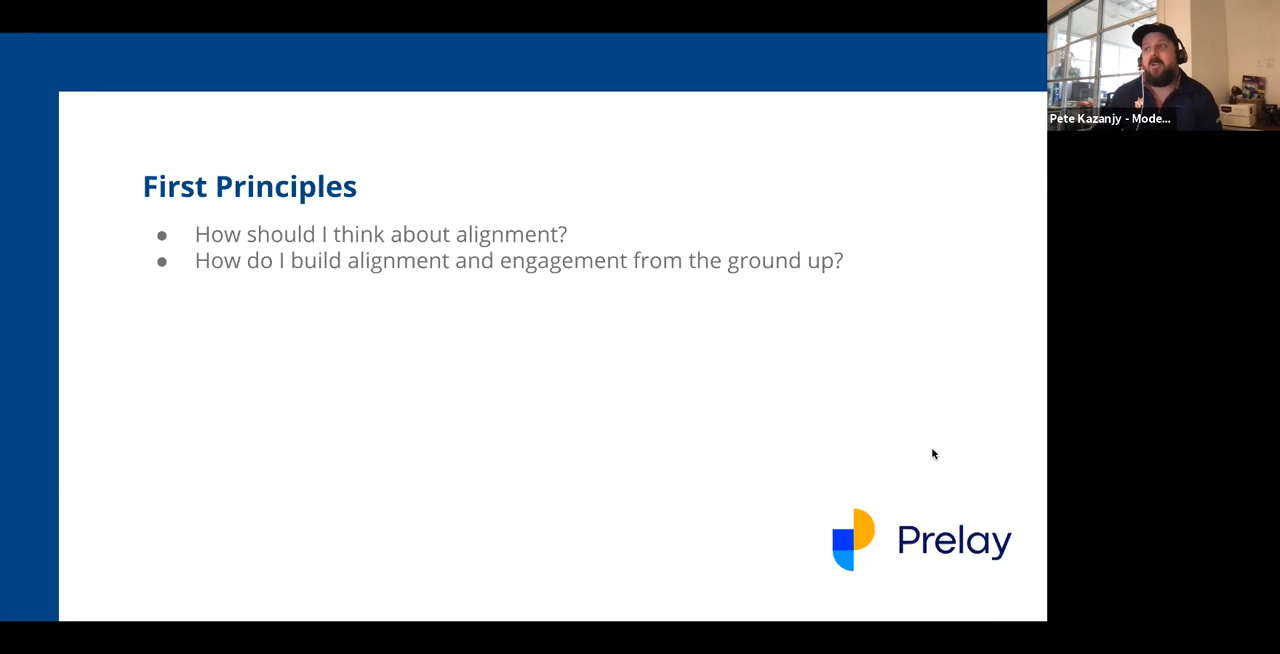 First Principles
● How should I think about alignment?
● How do I build alignment and engagement from the ground up?
Prelay
Pete Kazanjy - Mode...